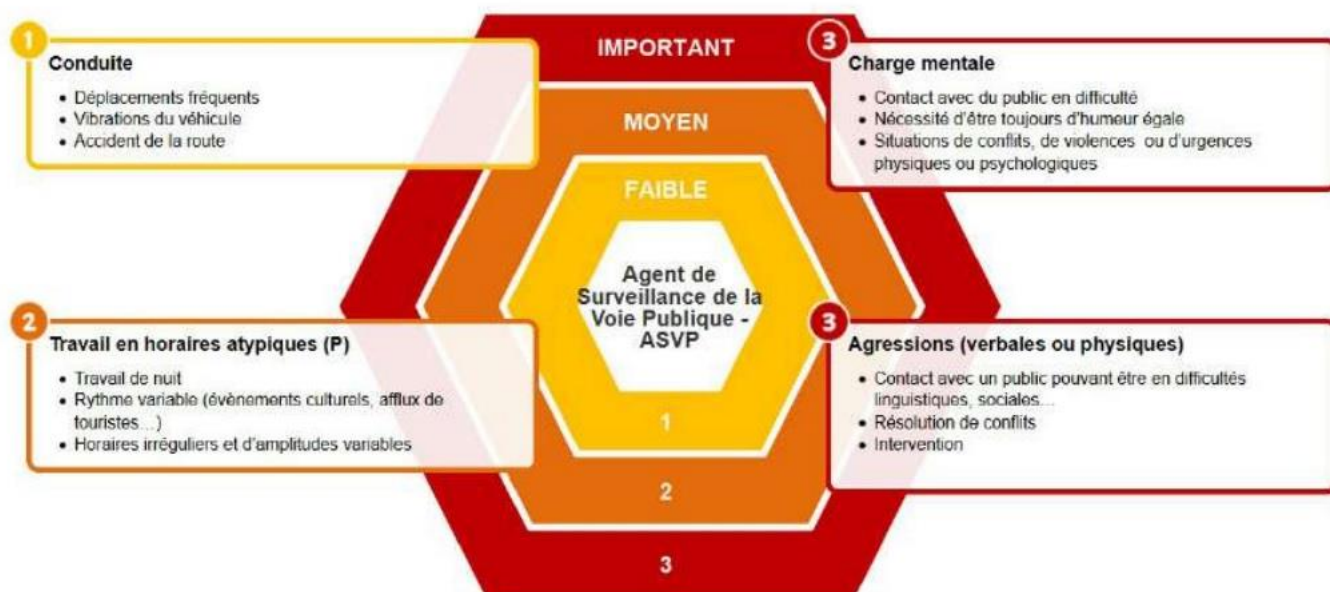 1
Conduite
• Déplacements fréquents
• Vibrations du véhicule
• Accident de la route
IMPORTANT
MOYEN
FAIBLE
Agent de
Surveillance de la
Voie Publique -
ASVP
1
2
3
3
Charge mentale
• Contact avec du public en difficulté
• Nécessité d'être toujours d'humeur égale
• Situations de conflits, de violences ou d'urgences
physiques ou psychologiques
2
Travail en horaires atypiques (P)
• Travail de nuit
• Rythme variable (évènements culturels, afflux de
touristes...)
• Horaires irréguliers et d'amplitudes variables
3
Agressions (verbales ou physiques)
• Contact avec un public pouvant être en difficultés
linguistiques, sociales...
• Résolution de conflits
• Intervention